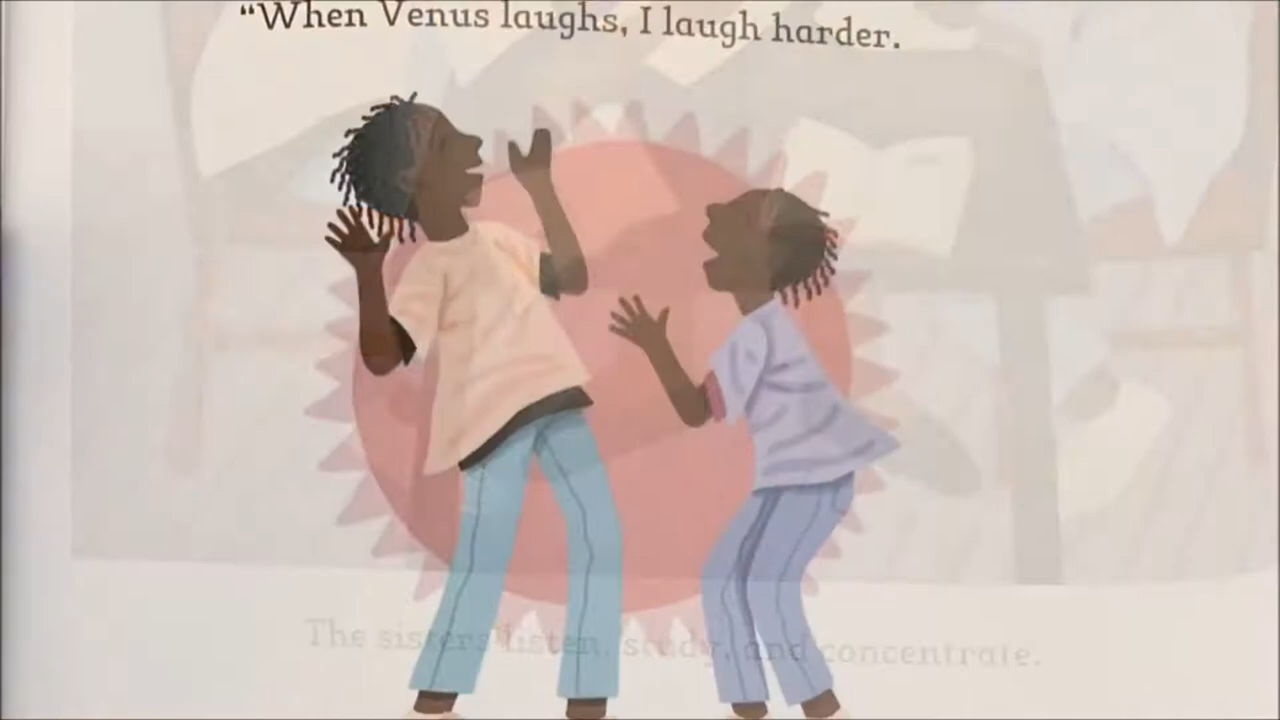 “When Venus laughs, I laugh harder.
The sisters listen, study, and concentrate.